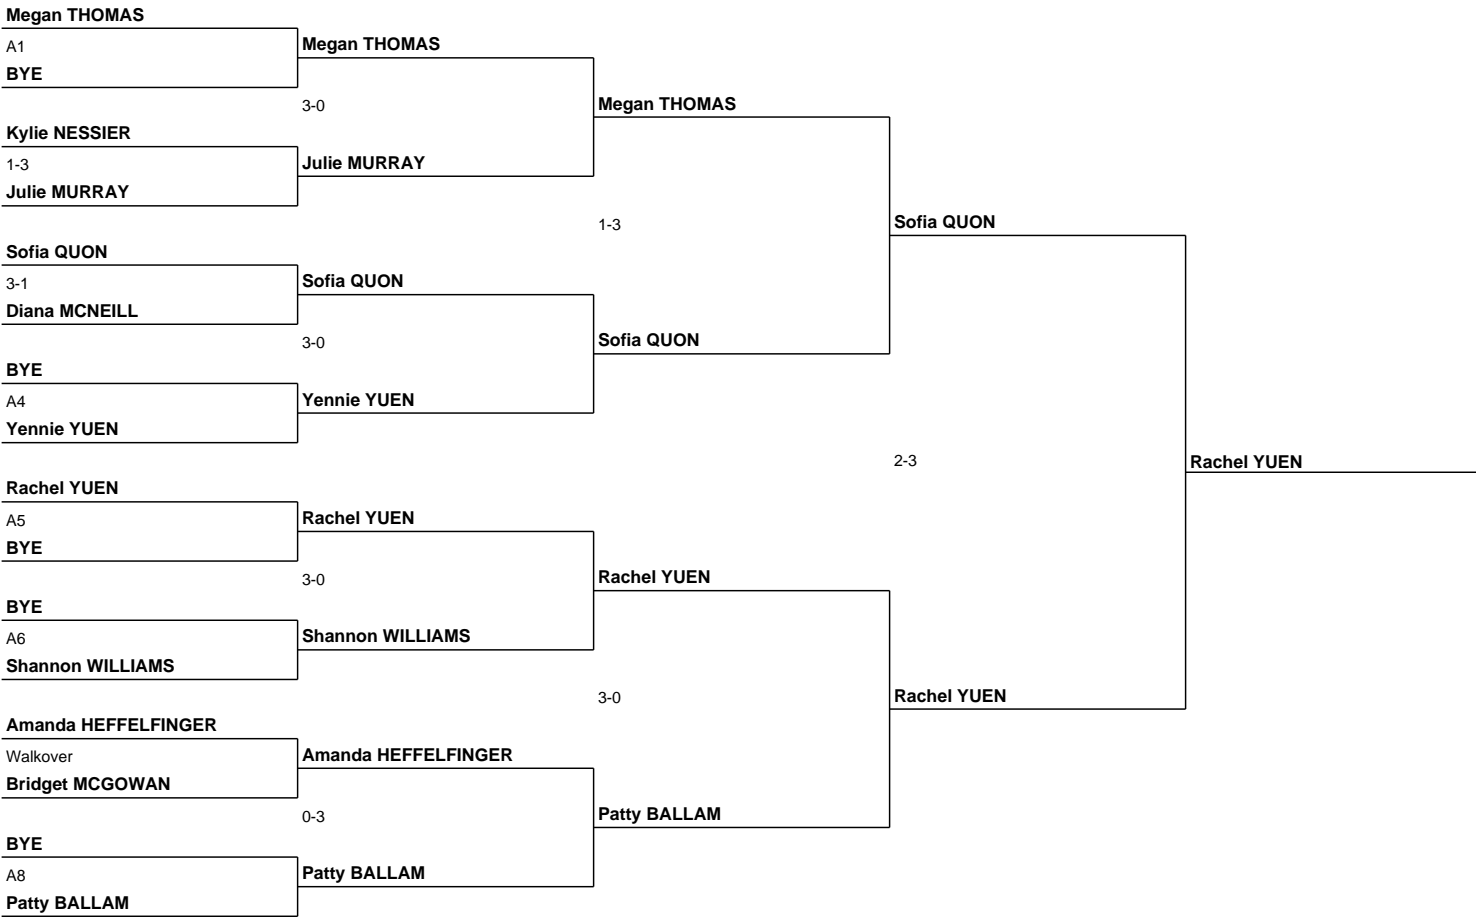 Megan THOMAS
A1
BYE
Kylie NESSIER
1-3
Julie MURRAY
Sofia QUON
3-1
Diana MCNEILL
BYE
A4
Yennie YUEN
Rachel YUEN
A5
BYE
BYE
A6
Shannon WILLIAMS
Amanda HEFFELFINGER
Walkover
Bridget MCGOWAN
BYE
A8
Patty BALLAM
Megan THOMAS
3-0
Julie MURRAY
Sofia QUON
3-0
Yennie YUEN
Rachel YUEN
3-0
Shannon WILLIAMS
Amanda HEFFELFINGER
0-3
Patty BALLAM
Megan THOMAS
1-3
Sofia QUON
Rachel YUEN
3-0
Patty BALLAM
Sofia QUON
2-3
Rachel YUEN
Rachel YUEN